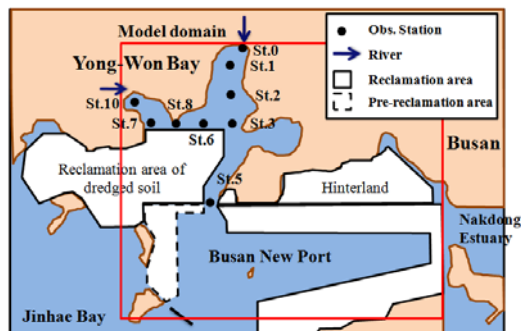 Model domain
Obs. Station
River
Reclamation area
Pre-reclamation area
Yong-Won Bay
St.0
St.1
St.2
St.10
St.8
St.7
St.3
St.6
Busan
Reclamation area of
dredged soil
St.5
Hinterland
Nakdong
Estuary
Busan New Port
Jinhae Bay